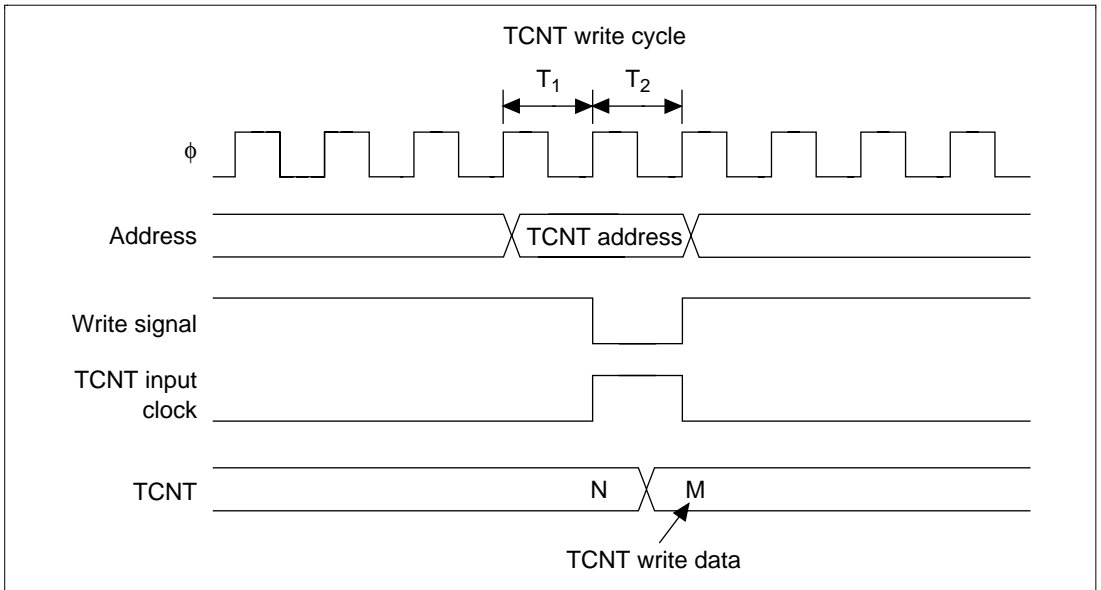 TCNT write cycle
T1 T2
ϕ
Address
TCNT address
Write signal
TCNT input
clock
TCNT
N M
TCNT write data